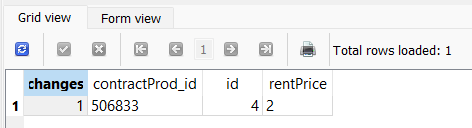 Grid view Form view
1 Total rows loaded: 1
changes contractProd_id id rentPrice
1 1 506833 4 2